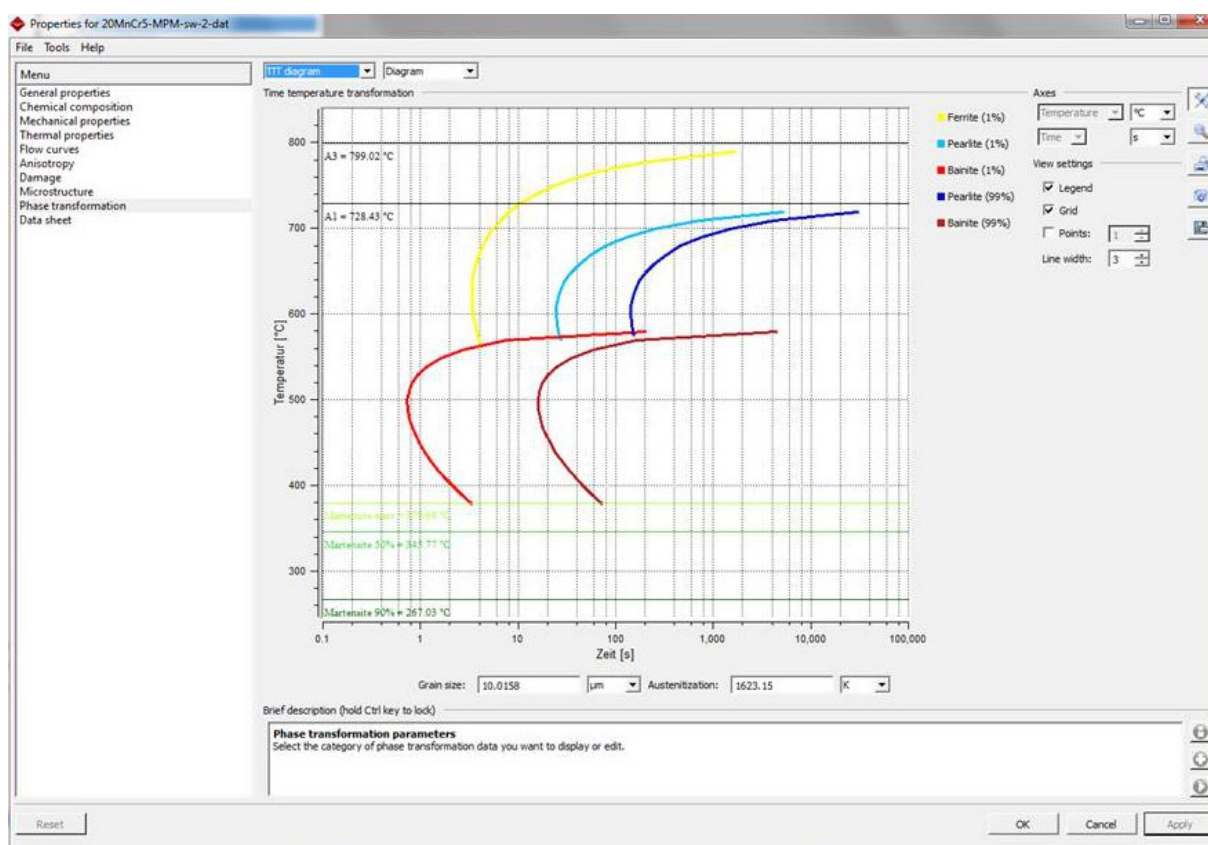 Properties for 20MnCr5-MPM-sw-2-dat
File Tools Help
Menu
General properties
Chemical composition
Mechanical properties
Thermal properties
Flow curves
Anisotropy
Damage
Microstructure
Phase transformation
Data sheet
TTT diagram Diagram
Time temperature transformation
800
700
600
500
400
300
Temperatur [°C]
A3 = 799.02 °C
A1 = 728.43 °C
Martensite start = °C
Martensite 50% = 345.77 °C
Martensite 90% = 267.03 °C
0.1 1 10 100 1,000 10,000 100,000
Zeit [s]
Ferrite (1%)
Pearlite (1%)
Bainite (1%)
Pearlite (99%)
Bainite (99%)
Axes
Temperature °C
Time s
View settings
Legend
Grid
Points: 1
Line width: 3
Grain size: 10.0158 µm Austenitization: 1623.15 K
Brief description (hold Ctrl key to lock)
Phase transformation parameters
Select the category of phase transformation data you want to display or edit.
Reset OK Cancel Apply